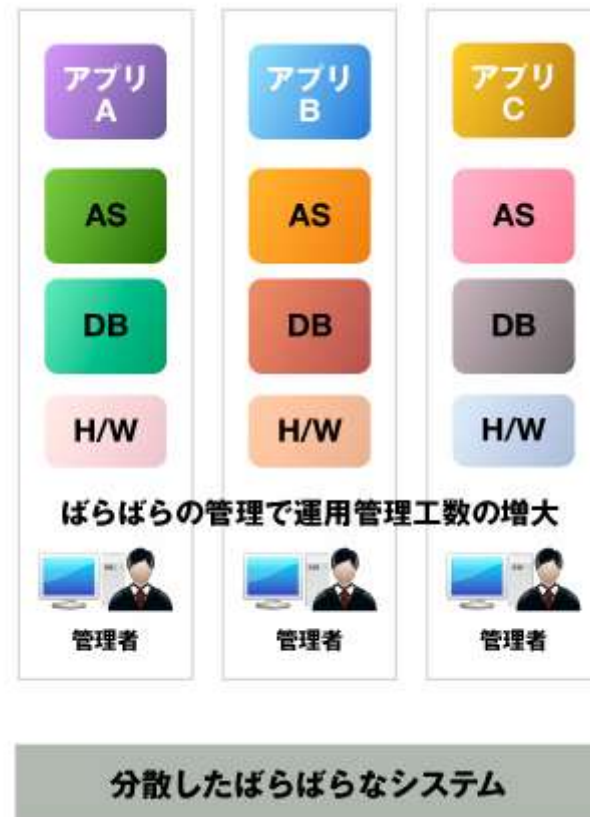 アプリ
A
アプリ
B
アプリ
C
AS
AS
AS
DB
DB
DB
H/W
H/W
H/W
ばらばらの管理で運用管理工数の増大
管理者
管理者
管理者
分散したばらばらなシステム